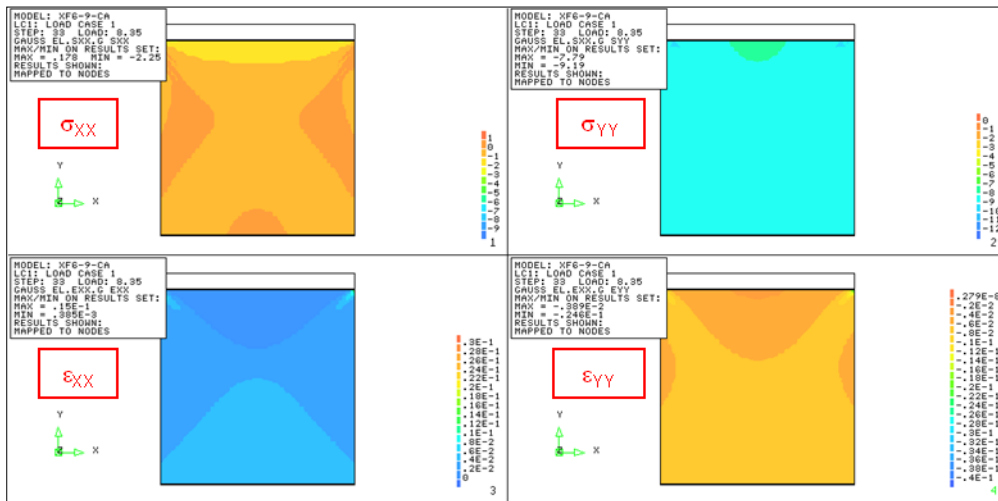 MODEL: XF6-9-CA
LC1: LOAD CASE 1
STEP: 33 LOAD: 8.35
GAUSS EL.SXX.G SXX
MAX/MIN ON RESULTS SET:
MAX = .178 MIN = -2.25
RESULTS SHOWN:
MAPPED TO NODES
σXX
Y
Z X
1
0
-1
-2
-3
-4
-5
-6
-7
-8
-9
1
MODEL: XF6-9-CA
LC1: LOAD CASE 1
STEP: 33 LOAD: 8.35
GAUSS EL.SXX.G SYY
MAX/MIN ON RESULTS SET:
MAX = -7.79
MIN = -9.19
RESULTS SHOWN:
MAPPED TO NODES
σYY
Y
Z X
0
-1
-2
-3
-4
-5
-6
-7
-8
-9
-10
-11
-12
2
MODEL: XF6-9-CA
LC1: LOAD CASE 1
STEP: 33 LOAD: 8.35
GAUSS EL.EXX.G EXX
MAX/MIN ON RESULTS SET:
MAX = .15E-1
MIN = .385E-3
RESULTS SHOWN:
MAPPED TO NODES
εXX
Y
Z X
.3E-1
.28E-1
.26E-1
.24E-1
.22E-1
.2E-1
.18E-1
.16E-1
.14E-1
.12E-1
.1E-1
.8E-2
.6E-2
.4E-2
.2E-2
0
3
MODEL: XF6-9-CA
LC1: LOAD CASE 1
STEP: 33 LOAD: 8.35
GAUSS EL.EXX.G EYY
MAX/MIN ON RESULTS SET:
MAX = -.389E-2
MIN = -.246E-1
RESULTS SHOWN:
MAPPED TO NODES
εYY
Y
Z X
.279E-8
-.2E-2
-.4E-2
-.6E-2
-.8E-2
-.1E-1
-.12E-1
-.14E-1
-.16E-1
-.18E-1
-.2E-1
-.22E-1
-.24E-1
-.26E-1
-.28E-1
-.3E-1
-.32E-1
-.34E-1
-.36E-1
-.38E-1
-.4E-1
4